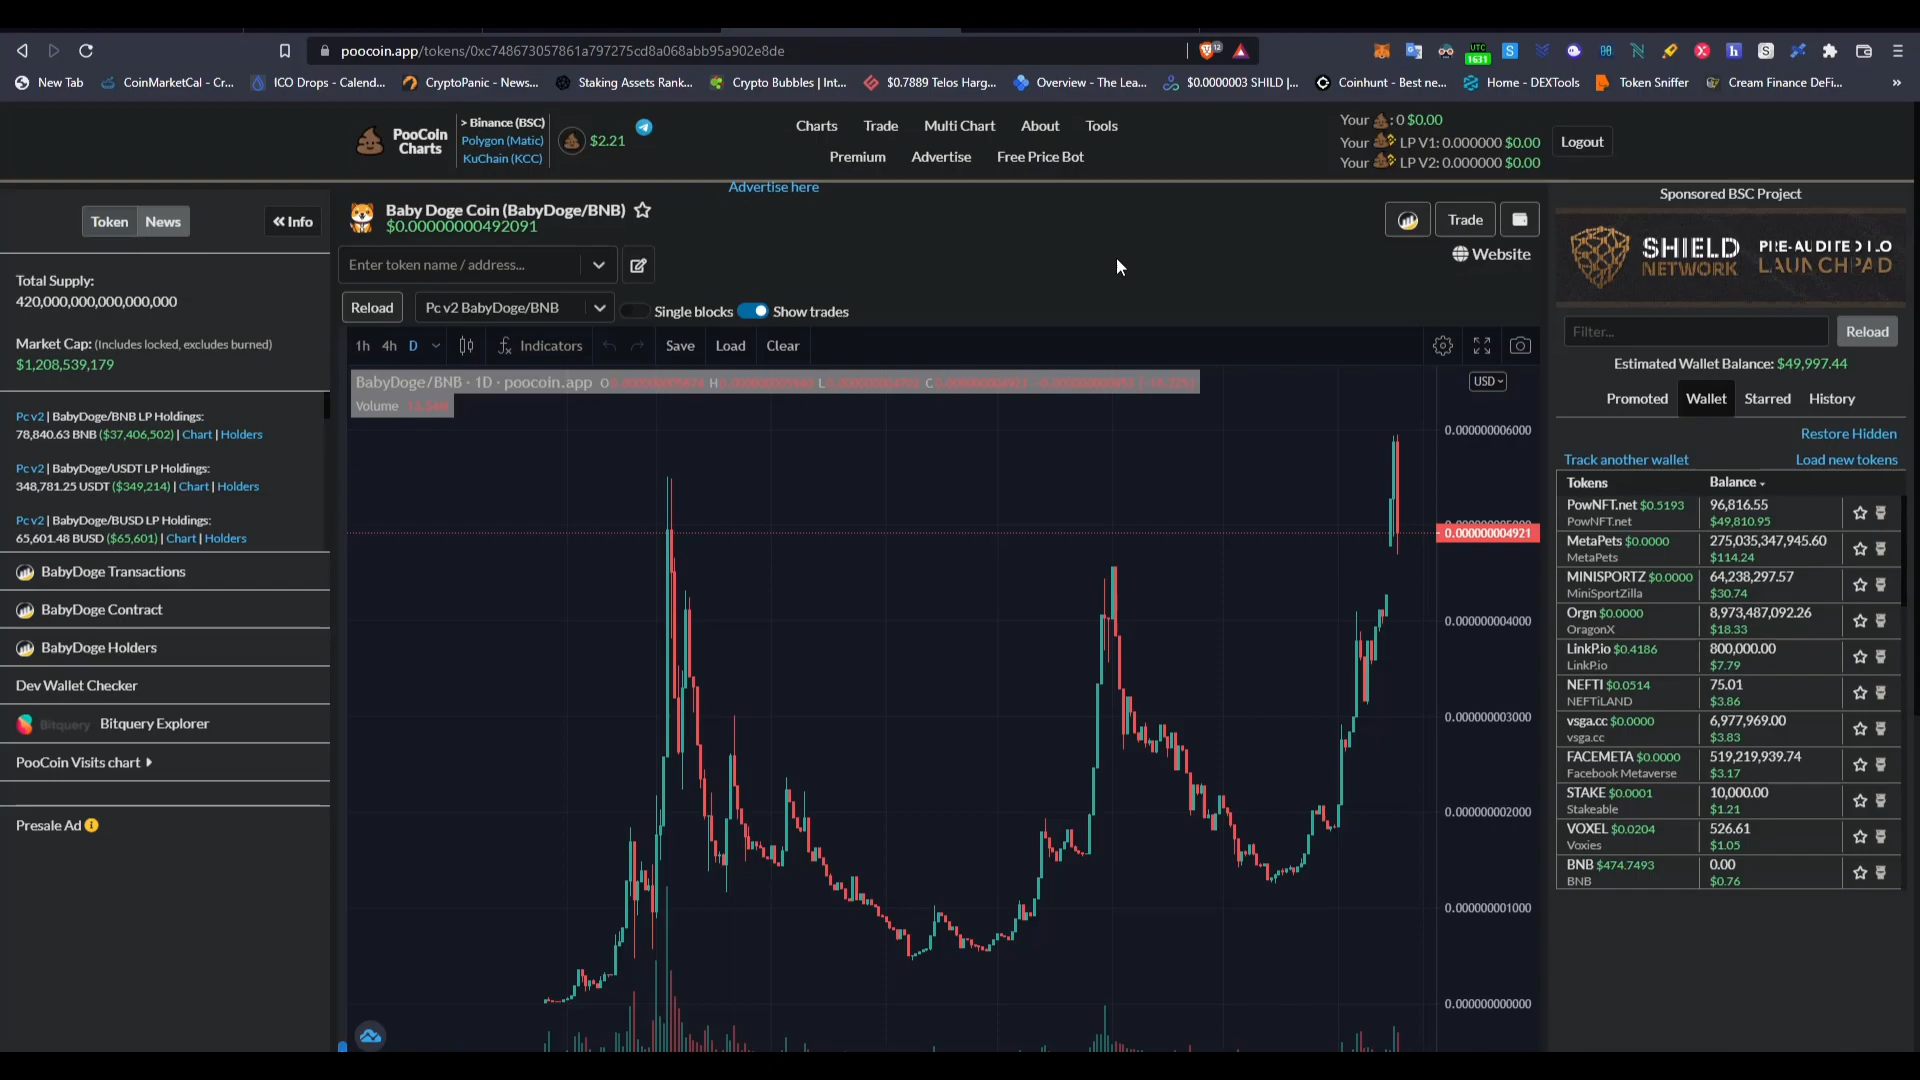 poocoin.app/tokens/0xc748673057861a797275cd8a068abb95a902e8de
12
UTC
1631
New Tab
CoinMarketCal - Cr...
ICO Drops - Calend...
CryptoPanic - News...
Staking Assets Rank...
Crypto Bubbles | Int...
$0.7889 Telos Harg...
Overview - The Lea...
$0.0000003 SHILD |...
Coinhunt - Best ne...
Home - DEXTools
Token Sniffer
Cream Finance DeFi...
»
PooCoin
Charts
> Binance (BSC)
Polygon (Matic)
KuChain (KCC)
$2.21
Charts
Trade
Multi Chart
About
Tools
Premium
Advertise
Free Price Bot
Your : 0 $0.00
Your LP V1: 0.000000 $0.00
Your LP V2: 0.000000 $0.00
Logout
Advertise here
Token
News
« Info
Total Supply:
420,000,000,000,000,000
Market Cap: (Includes locked, excludes burned)
$1,208,539,179
Pc v2 | BabyDoge/BNB LP Holdings:
78,840.63 BNB ($37,406,502) | Chart | Holders
Pc v2 | BabyDoge/USDT LP Holdings:
348,781.25 USDT ($349,214) | Chart | Holders
Pc v2 | BabyDoge/BUSD LP Holdings:
65,601.48 BUSD ($65,601) | Chart | Holders
BabyDoge Transactions
BabyDoge Contract
BabyDoge Holders
Dev Wallet Checker
Bitquery Bitquery Explorer
PooCoin Visits chart
Presale Ad
Baby Doge Coin (BabyDoge/BNB)
$0.00000000492091
Enter token name / address...
Trade
Website
Reload
Pc v2 BabyDoge/BNB
Single blocks
Show trades
1h
4h
D
Indicators
Save
Load
Clear
BabyDoge/BNB · 1D · poocoin.app O H L C
Volume
USD
0.000000006000
0.000000004921
0.000000004000
0.000000003000
0.000000002000
0.000000001000
0.000000000000
Sponsored BSC Project
SHIELD
NETWORK
PRE-AUDITED I.D.O
LAUNCHPAD
Filter...
Reload
Estimated Wallet Balance: $49,997.44
Promoted
Wallet
Starred
History
Restore Hidden
Track another wallet
Load new tokens
Tokens
Balance
PowNFT.net $0.5193
96,816.55
PowNFT.net
$49,810.95
MetaPets $0.0000
275,035,347,945.60
MetaPets
$114.24
MINISPORTZ $0.0000
64,238,297.57
MiniSportZilla
$30.74
Orgn $0.0000
8,973,487,092.26
OragonX
$18.33
LinkP.io $0.4186
800,000.00
LinkP.io
$7.79
NEFTI $0.0514
75.01
NEFTiLAND
$3.86
vsga.cc $0.0000
6,977,969.00
vsga.cc
$3.83
FACEMETA $0.0000
519,219,939.74
Facebook Metaverse
$3.17
STAKE $0.0001
10,000.00
Stakeable
$1.21
VOXEL $0.0204
526.61
Voxies
$1.05
BNB $474.7493
0.00
BNB
$0.76